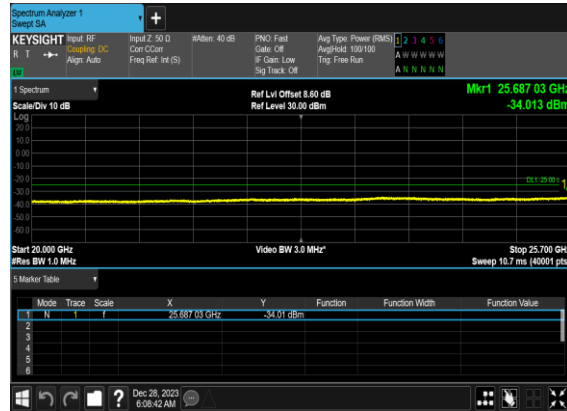 Spectrum Analyzer 1
Swept SA
+
KEYSIGHT Input: RF Input Z: 50 Ω #Atten: 40 dB PNO: Fast Avg Type: Power (RMS) 1 2 3 4 5 6
R T Coupling: DC Corr CCorr Gate: Off Avg|Hold: 100/100 A W W W W W
Align: Auto Freq Ref: Int (S) IF Gain: Low Trig: Free Run
Sig Track: Off A N N N N N
1 Spectrum Ref Lvl Offset 8.60 dB Mkr1 25.687 03 GHz
Scale/Div 10 dB Ref Level 30.00 dBm -34.013 dBm
Log
20.0
10.0
0.00
-10.0
-20.0
DL1 -25.00
-30.0
-40.0
-50.0
-60.0
Start 20.000 GHz Video BW 3.0 MHz* Stop 25.700 GHz
#Res BW 1.0 MHz Sweep 10.7 ms (40001 pts
5 Marker Table
Mode Trace Scale X Y Function Function Width Function Value
1 N 1 f 25.687 03 GHz -34.01 dBm
2
3
4
5
6
? Dec 28, 2023
6:08:42 AM